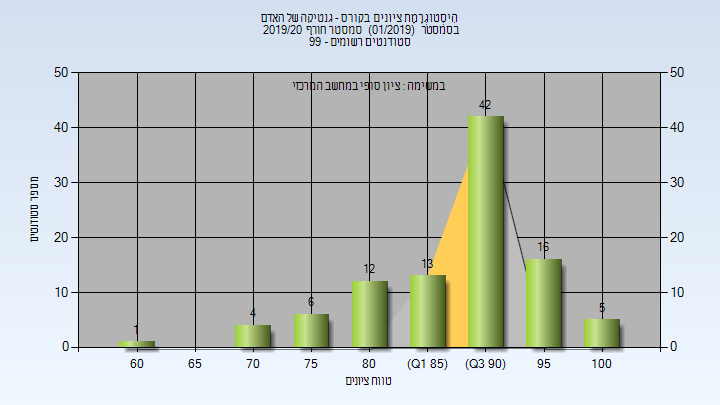 היסטוגרמת ציונים בקורס - גנטיקה של האדם
בסמסטר (01/2019) סמסטר חורף 2019/20
סטודנטים רשומים - 99
במשימה : ציון סופי במחשב המרכזי
50 50
40 40
30 30
20 20
10 10
0 0
מספר סטודנטים
1 4 6 12 13 42 16 5
60 65 70 75 80 (Q1 85) (Q3 90) 95 100
טווח ציונים